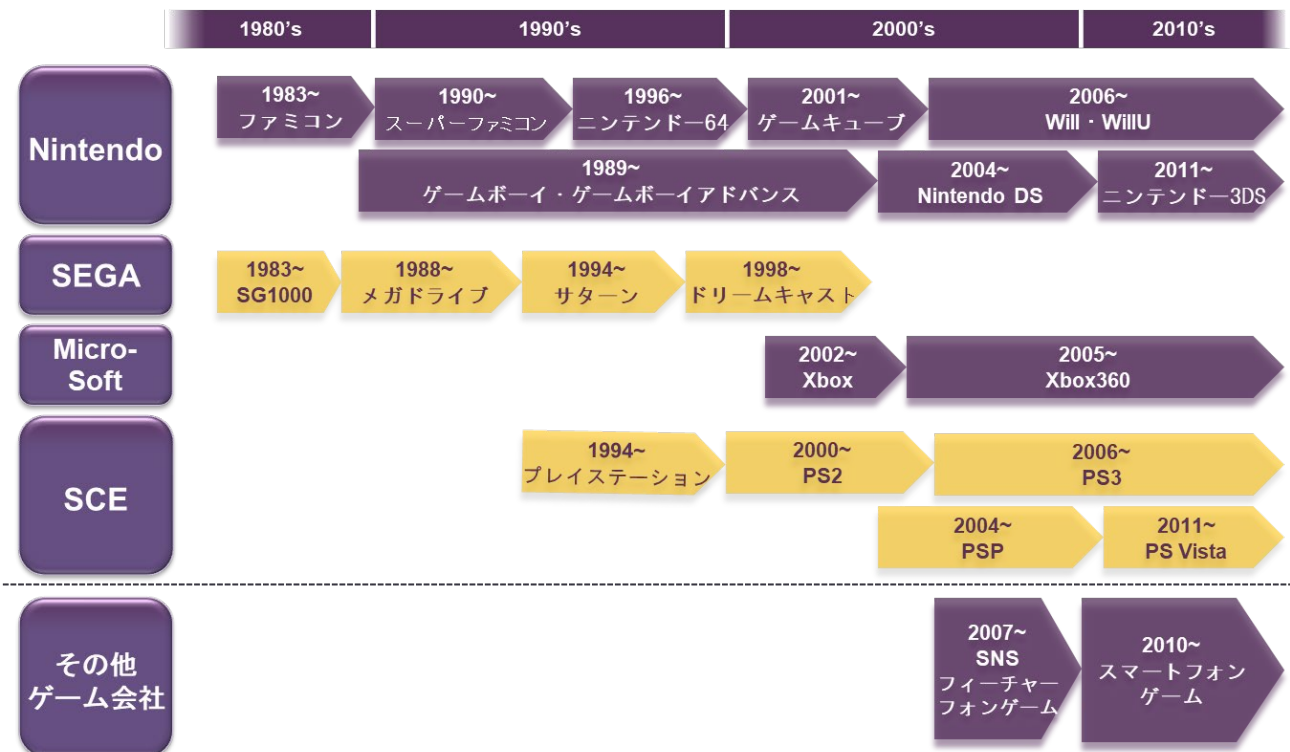 1980's
1990's
2000's
2010's
Nintendo
1983~
ファミコン
1990~
スーパーファミコン
1996~
ニンテンドー64
2001~
ゲームキューブ
2006~
Will・WillU
1989~
ゲームボーイ・ゲームボーイアドバンス
2004~
Nintendo DS
2011~
ニンテンドー3DS
SEGA
1983~
SG1000
1988~
メガドライブ
1994~
サターン
1998~
ドリームキャスト
Micro-
Soft
2002~
Xbox
2005~
Xbox360
SCE
1994~
プレイステーション
2000~
PS2
2006~
PS3
2004~
PSP
2011~
PS Vista
その他
ゲーム会社
2007~
SNS
フィーチャー
フォンゲーム
2010~
スマートフォン
ゲーム